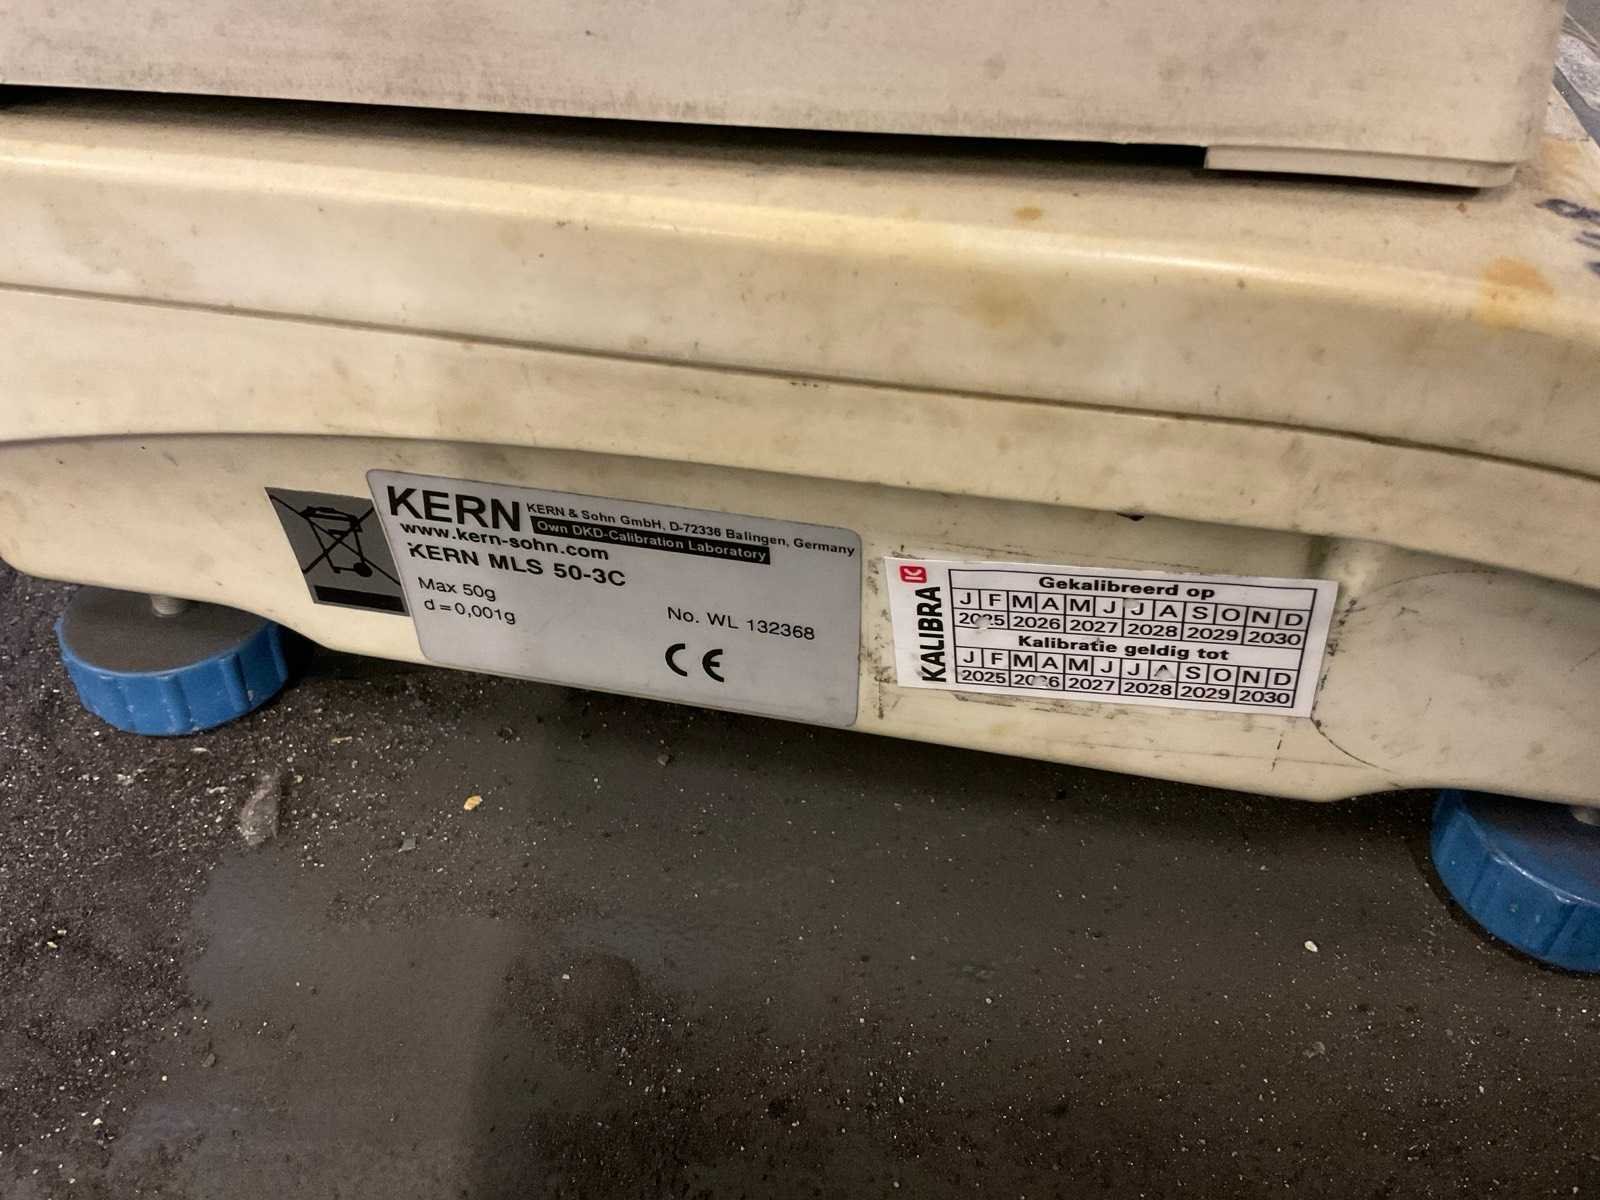 KERN
KERN & Sohn GmbH, D-72336 Balingen, Germany
Own DKD-Calibration Laboratory
www.kern-sohn.com
KERN MLS 50-3C
Max 50g
d=0,001g
No. WL 132368
CE
KALIBRA
Gekalibreerd op
J F M A M J J A S O N D
2025 2026 2027 2028 2029 2030
Kalibratie geldig tot
J F M A M J J A S O N D
2025 2026 2027 2028 2029 2030